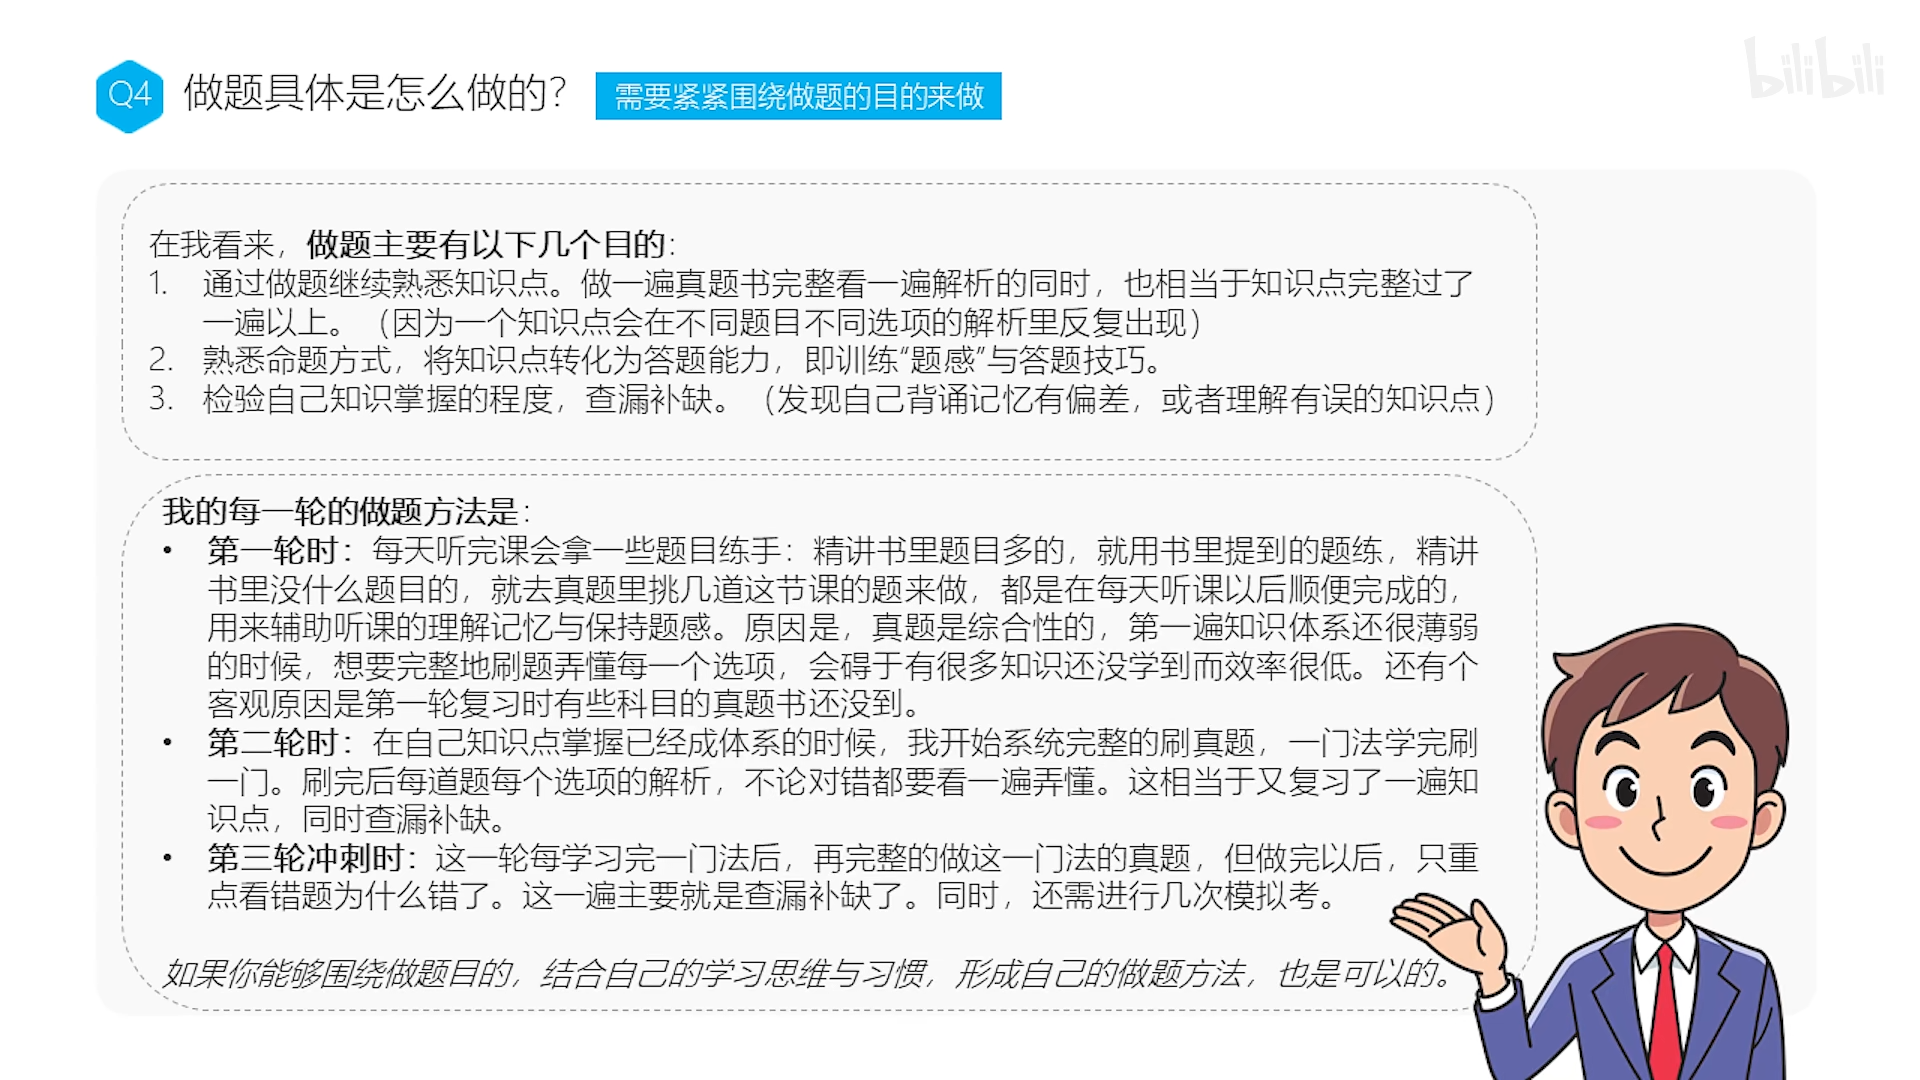 Q4 做题具体是怎么做的？ 需要紧紧围绕做题的目的来做
bilibili
在我看来，做题主要有以下几个目的：
1. 通过做题继续熟悉知识点。做一遍真题书完整看一遍解析的同时，也相当于知识点完整过了
一遍以上。（因为一个知识点会在不同题目不同选项的解析里反复出现）
2. 熟悉命题方式，将知识点转化为答题能力，即训练“题感”与答题技巧。
3. 检验自己知识掌握的程度，查漏补缺。（发现自己背诵记忆有偏差，或者理解有误的知识点）
我的每一轮的做题方法是：
• 第一轮时：每天听完课会拿一些题目练手：精讲书里题目多的，就用书里提到的题练，精讲
书里没什么题目的，就去真题里挑几道这节课的题来做，都是在每天听课以后顺便完成的，
用来辅助听课的理解记忆与保持题感。原因是，真题是综合性的，第一遍知识体系还很薄弱
的时候，想要完整地刷题弄懂每一个选项，会碍于有很多知识还没学到而效率很低。还有个
客观原因是第一轮复习时有些科目的真题书还没到。
• 第二轮时：在自己知识点掌握已经成体系的时候，我开始系统完整的刷真题，一门法学完刷
一门。刷完后每道题每个选项的解析，不论对错都要看一遍弄懂。这相当于又复习了一遍知
识点，同时查漏补缺。
• 第三轮冲刺时：这一轮每学习完一门法后，再完整的做这一门法的真题，但做完以后，只重
点看错题为什么错了。这一遍主要就是查漏补缺了。同时，还需进行几次模拟考。
如果你能够围绕做题目的，结合自己的学习思维与习惯，形成自己的做题方法，也是可以的。